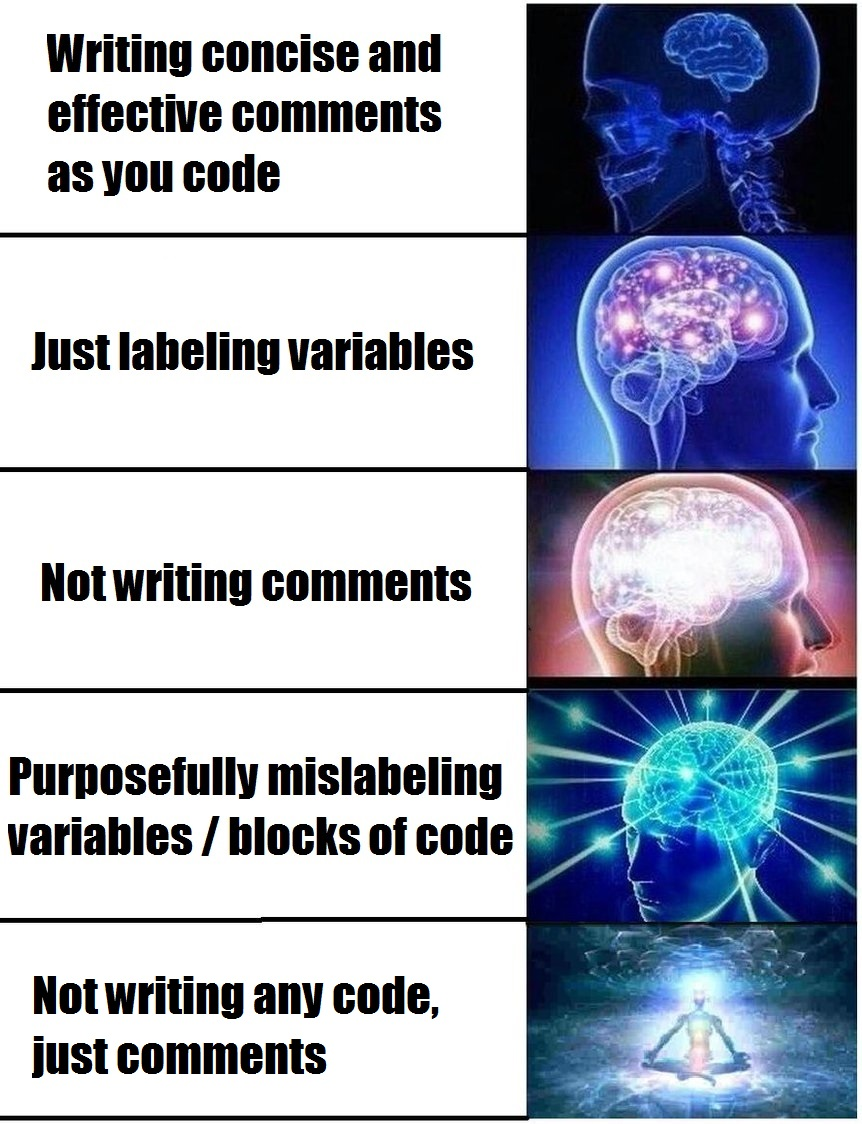 Writing concise and
effective comments
as you code
Just labeling variables
Not writing comments
Purposefully mislabeling
variables / blocks of code
Not writing any code,
just comments